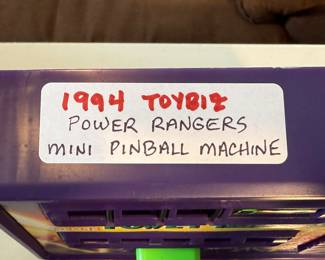 1994 TOYBIZ
POWER RANGERS
MINI PINBALL MACHINE